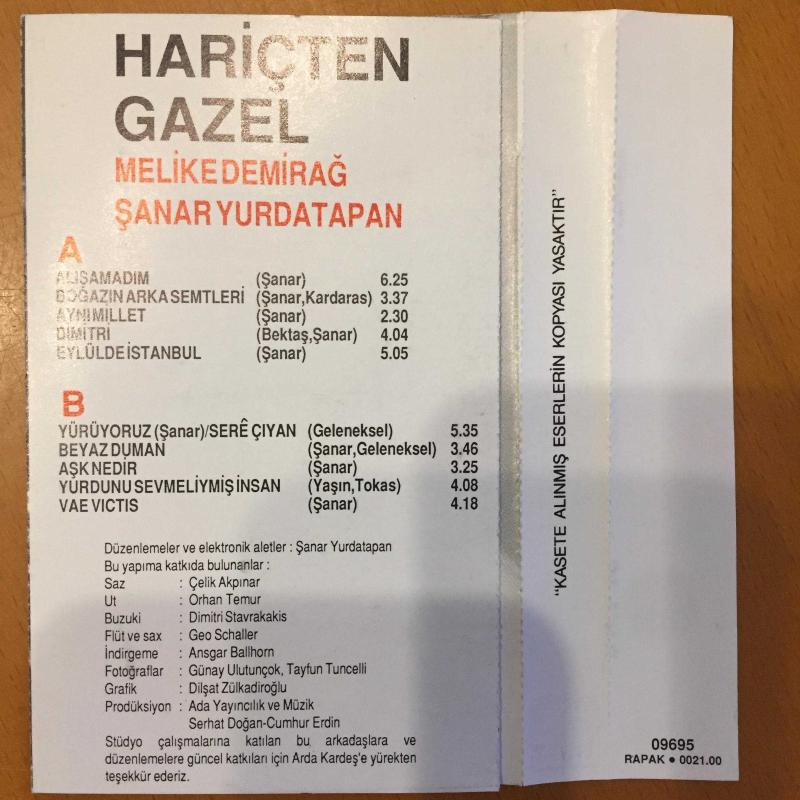 HARİÇTEN
GAZEL
MELİKE DEMİRAĞ
ŞANAR YURDATAPAN
A
ALIŞAMADIM (Şanar) 6.25
BOĞAZIN ARKA SEMTLERİ (Şanar,Kardaras) 3.37
AYNI MİLLET (Şanar) 2.30
DİMİTRİ (Bektaş,Şanar) 4.04
EYLÜLDE İSTANBUL (Şanar) 5.05
B
YÜRÜYORUZ (Şanar)/SERÊ ÇIYAN (Geleneksel) 5.35
BEYAZ DUMAN (Şanar,Geleneksel) 3.46
AŞK NEDİR (Şanar) 3.25
YURDUNU SEVMELİYMİŞ İNSAN (Yaşın,Tokas) 4.08
VAE VICTIS (Şanar) 4.18
Düzenlemeler ve elektronik aletler : Şanar Yurdatapan
Bu yapıma katkıda bulunanlar :
Saz : Çelik Akpınar
Ut : Orhan Temur
Buzuki : Dimitri Stavrakakis
Flüt ve sax : Geo Schaller
İndirgeme : Ansgar Ballhorn
Fotoğraflar : Günay Ulutunçok, Tayfun Tuncelli
Grafik : Dilşat Zülkadiroğlu
Prodüksiyon : Ada Yayıncılık ve Müzik
Serhat Doğan-Cumhur Erdin
Stüdyo çalışmalarına katılan bu arkadaşlara ve
düzenlemelere güncel katkıları için Arda Kardeş'e yürekten
teşekkür ederiz.
"KASETE ALINMIŞ ESERLERİN KOPYASI YASAKTIR"
09695
RAPAK ● 0021.00